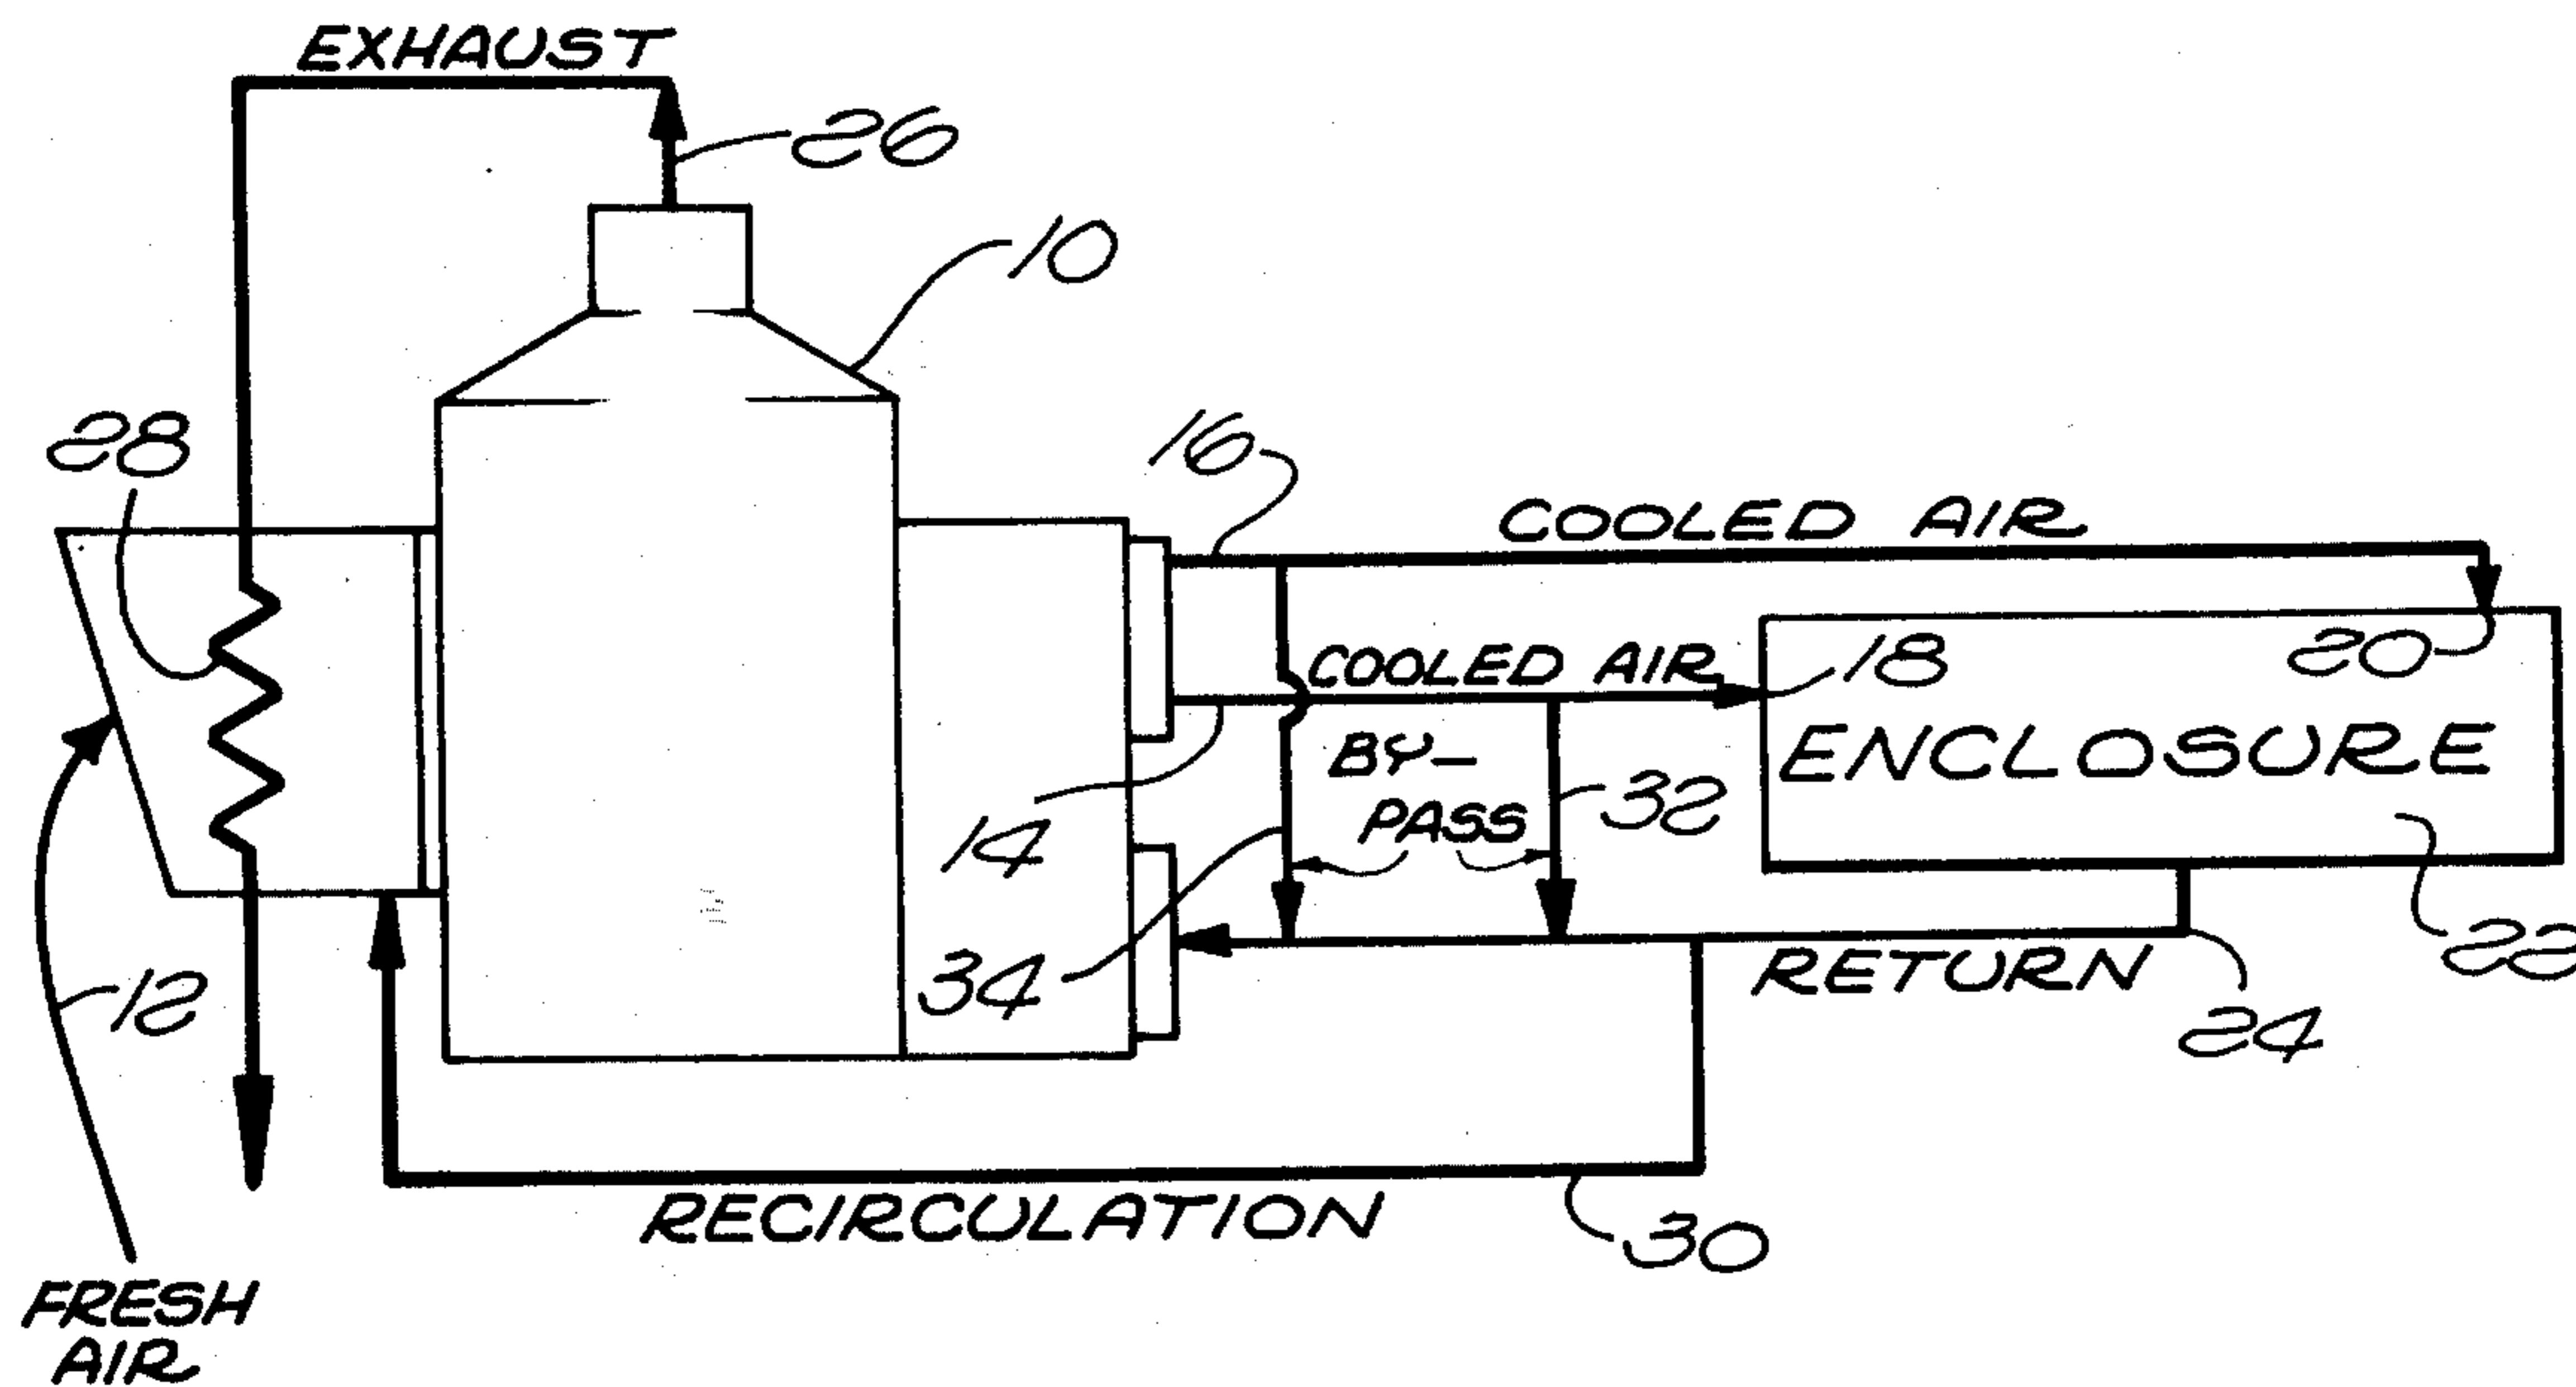 EXHAUST
26
10
28
16
COOLED AIR
COOLED AIR
18
20
ENCLOSURE
BY-
PASS
32
14
34
22
RETURN
24
12
RECIRCULATION
30
FRESH
AIR